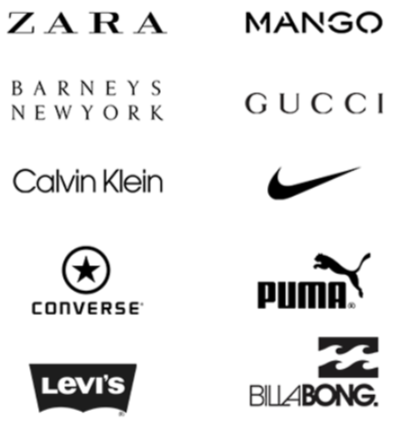 ZARA
MANGO
BARNEYS
NEWYORK
GUCCI
Calvin Klein
CONVERSE
PUMA
LEVI'S
BILLABONG.